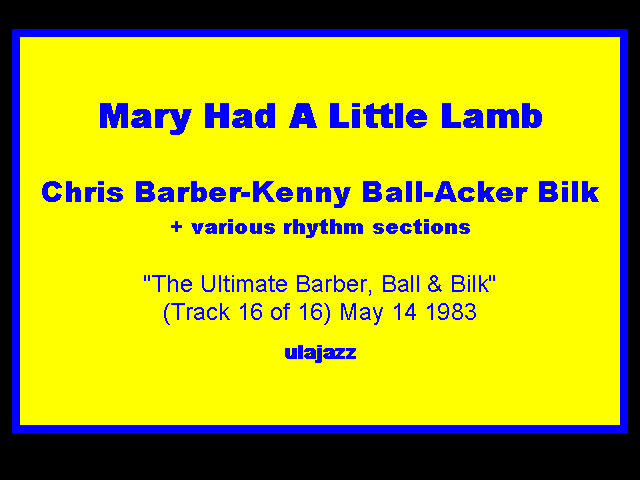 Mary Had A Little Lamb
Chris Barber-Kenny Ball-Acker Bilk
+ various rhythm sections
"The Ultimate Barber, Ball & Bilk"
(Track 16 of 16) May 14 1983
ulajazz